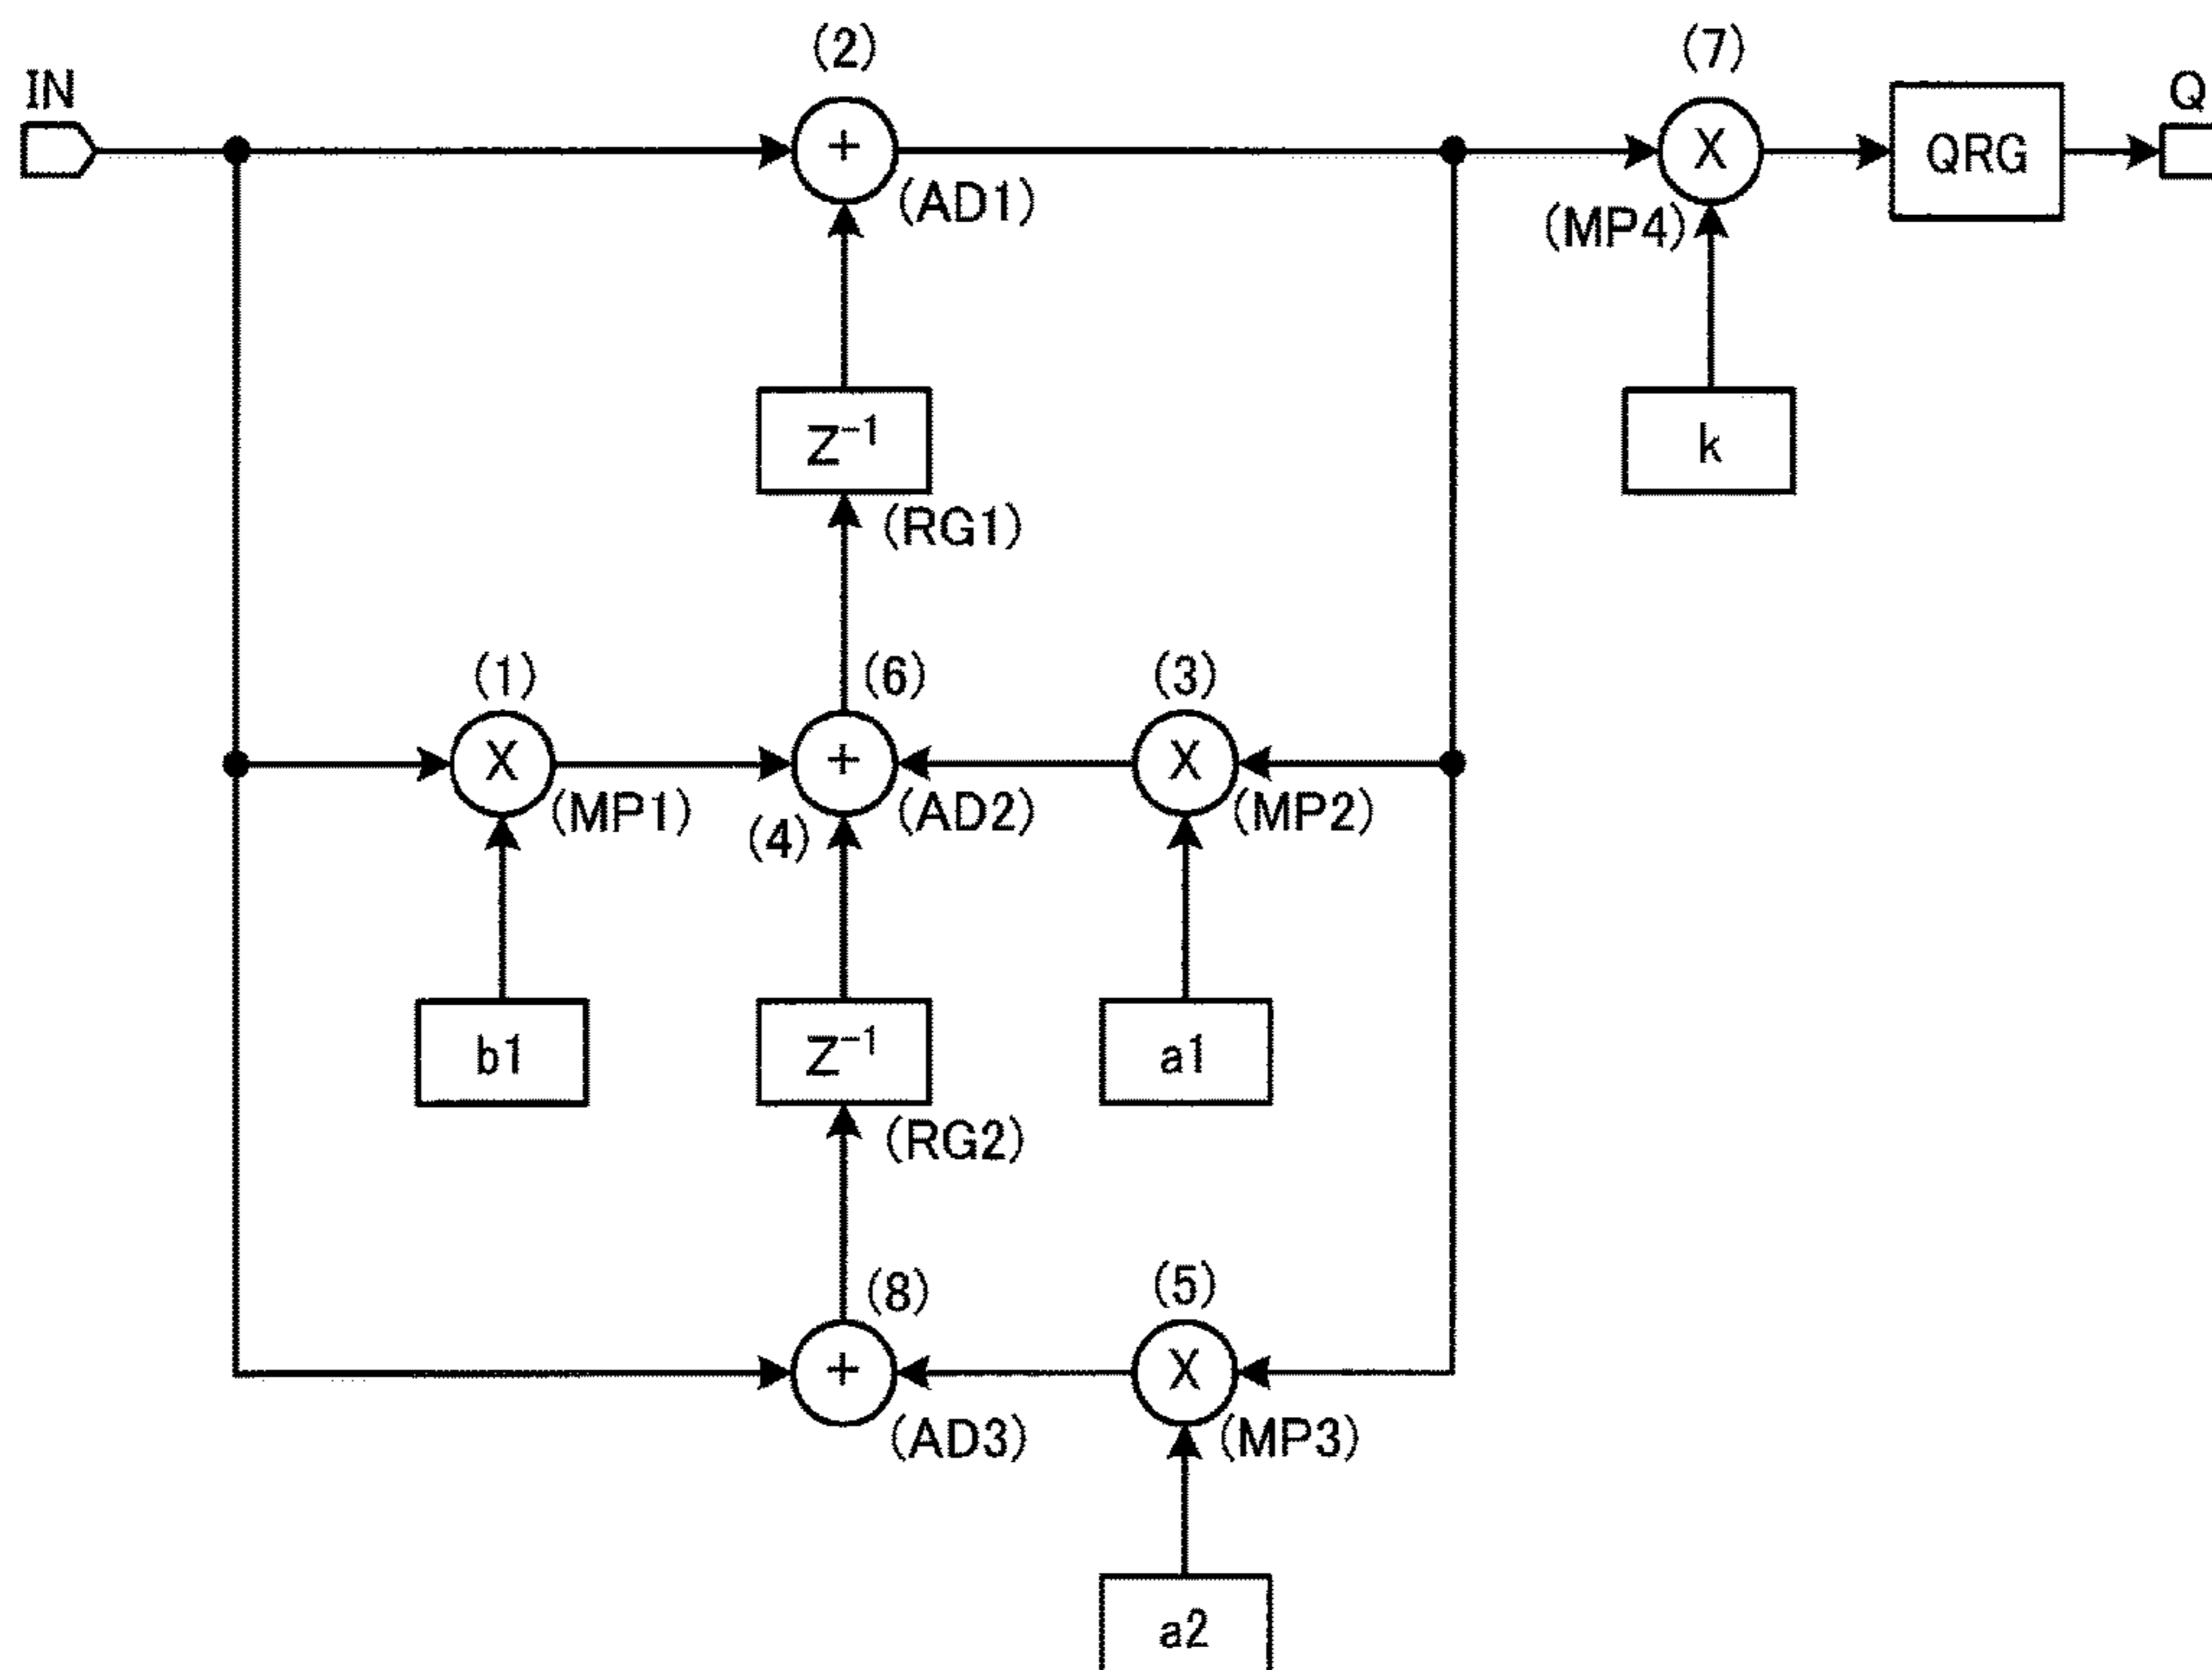 (2)
(7)
IN
Q
+
X
QRG
(AD1)
(MP4)
Z⁻¹
k
(RG1)
(1)
(6)
(3)
X
+
X
(MP1)
(4)
(AD2)
(MP2)
b1
Z⁻¹
a1
(RG2)
(8)
(5)
+
X
(AD3)
(MP3)
a2